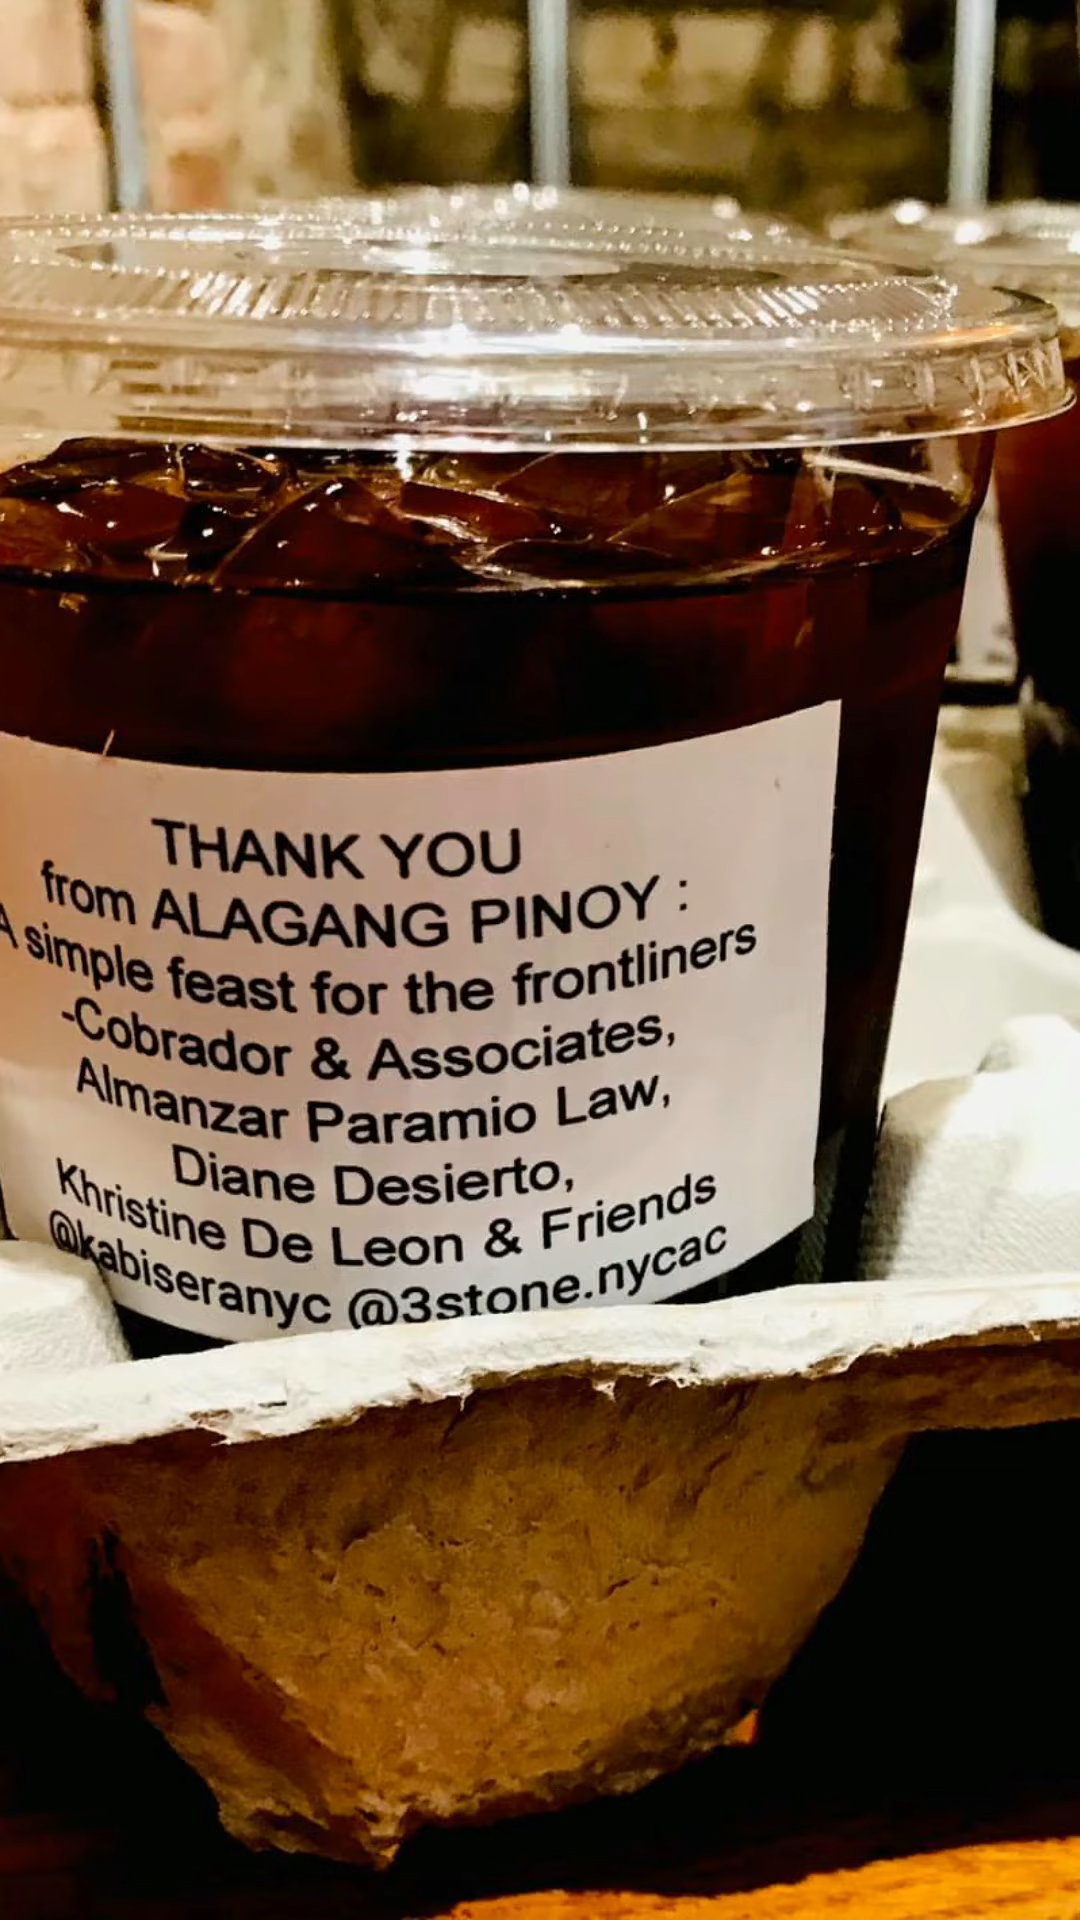 THANK YOU
from ALAGANG PINOY :
A simple feast for the frontliners
-Cobrador & Associates,
Almanzar Paramio Law,
Diane Desierto,
Khristine De Leon & Friends
@kabiseranyc @3stone.nycac